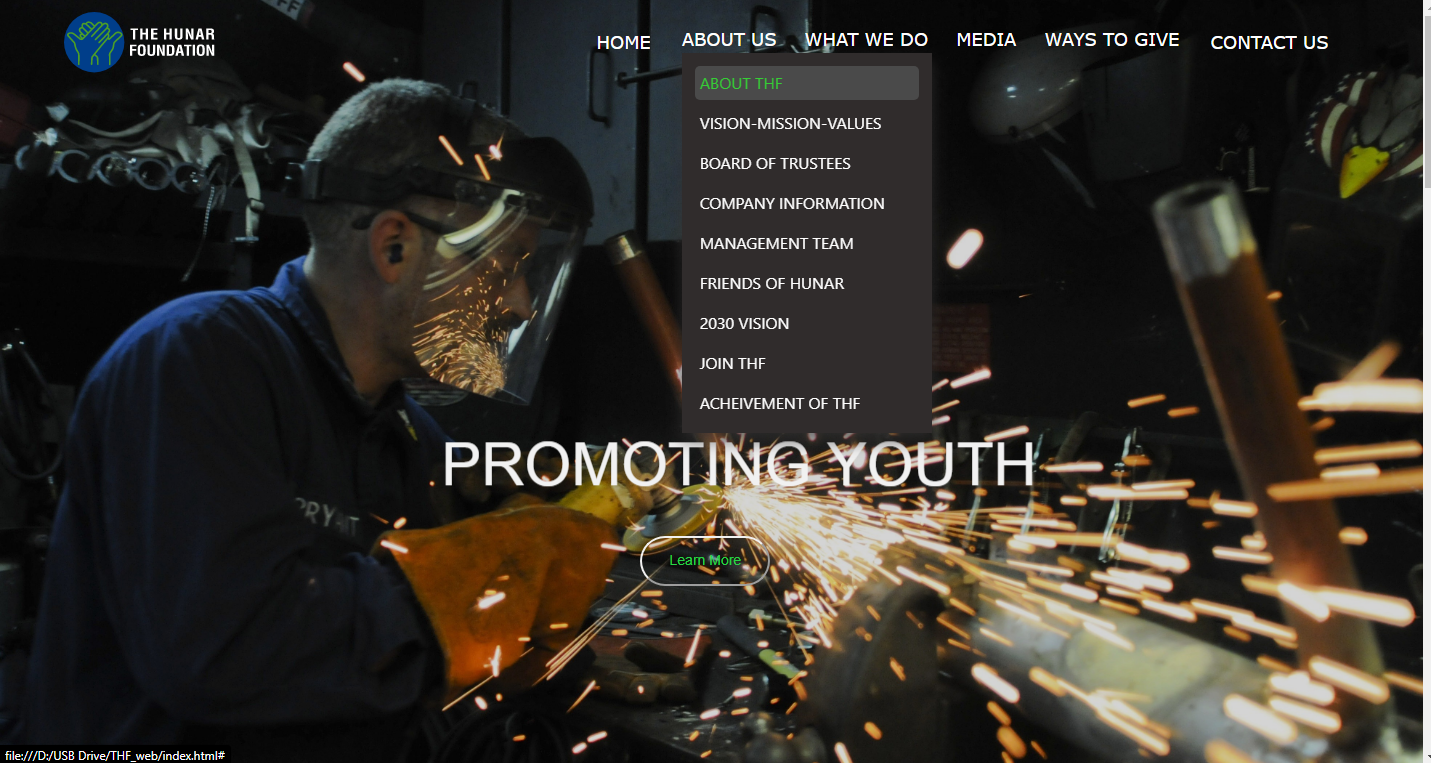 THE HUNAR
FOUNDATION
HOME ABOUT US WHAT WE DO MEDIA WAYS TO GIVE CONTACT US
ABOUT THF
VISION-MISSION-VALUES
BOARD OF TRUSTEES
COMPANY INFORMATION
MANAGEMENT TEAM
FRIENDS OF HUNAR
2030 VISION
JOIN THF
ACHEIVEMENT OF THF
PROMOTING YOUTH
Learn More
file:///D:/USB Drive/THF_web/index.html#